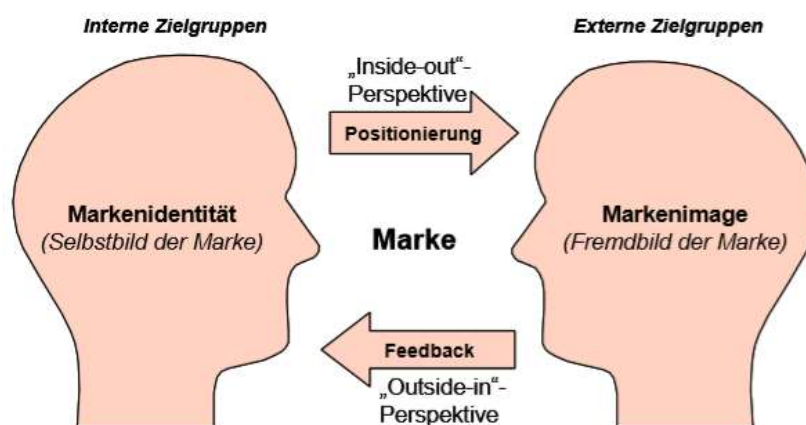 Interne Zielgruppen
Externe Zielgruppen
„Inside-out“-
Perspektive
Positionierung
Markenidentität
(Selbstbild der Marke)
Marke
Markenimage
(Fremdbild der Marke)
Feedback
„Outside-in“-
Perspektive